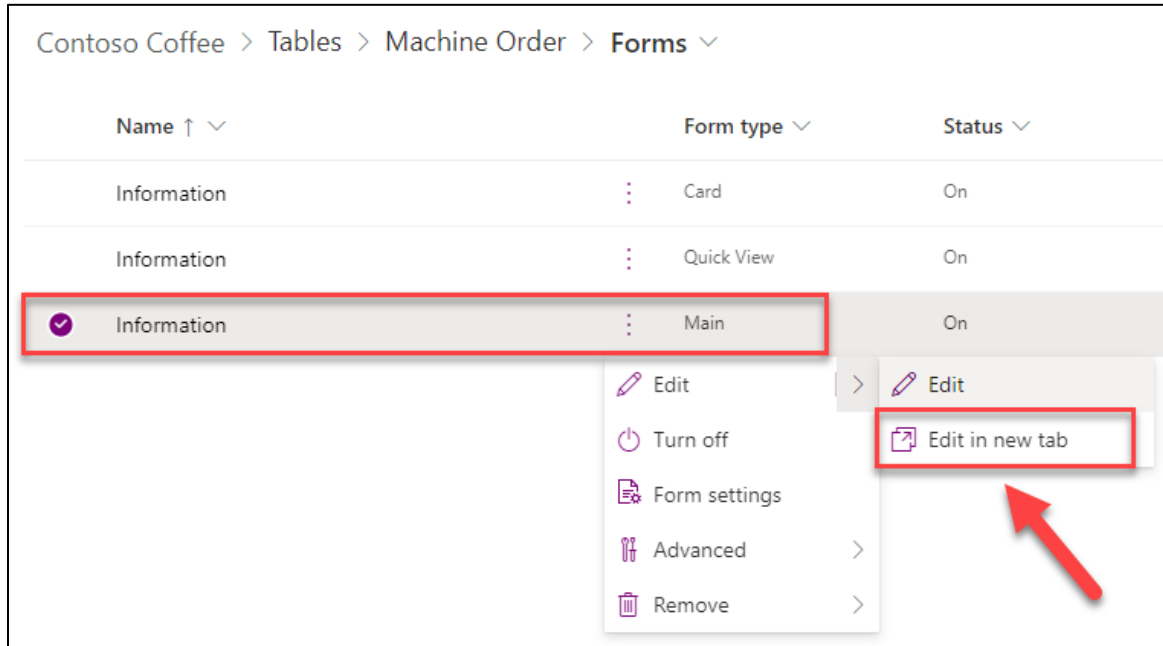 Contoso Coffee > Tables > Machine Order > Forms
Name ↑ Form type Status
Information Card On
Information Quick View On
Information Main On
Edit Edit
Turn off Edit in new tab
Form settings
Advanced
Remove